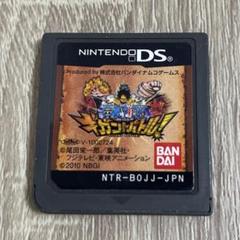 NINTENDO DS
Produced by 株式会社バンダイナムコゲームス
ギガントバトル!
©尾田栄一郎/集英社・
フジテレビ・東映アニメーション
©2010 NBGI
BAN
DAI
NTR-BOJJ-JPN